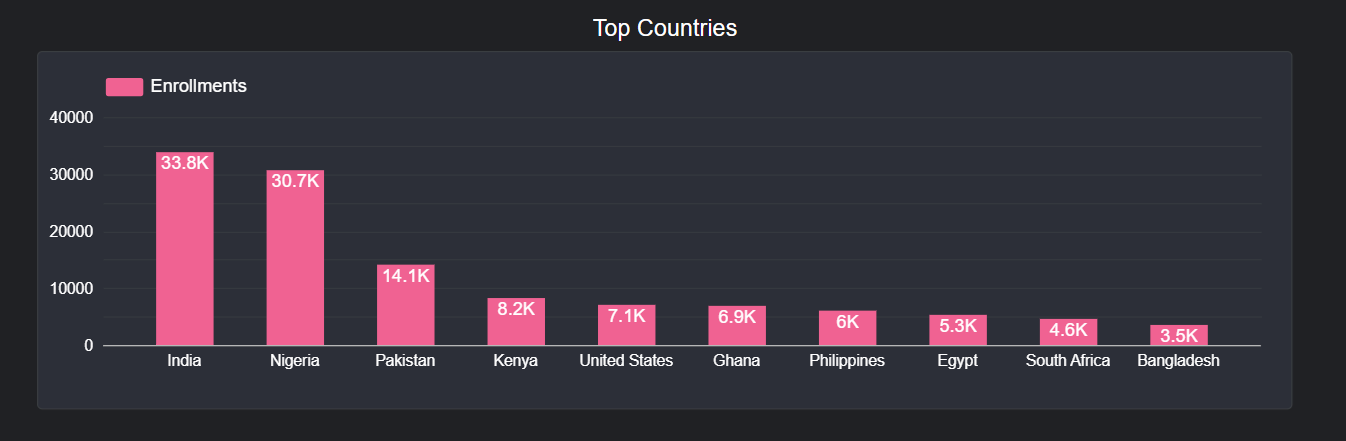 Top Countries
Enrollments
40000
30000
20000
10000
0
33.8K
30.7K
14.1K
8.2K
7.1K
6.9K
6K
5.3K
4.6K
3.5K
India Nigeria Pakistan Kenya United States Ghana Philippines Egypt South Africa Bangladesh